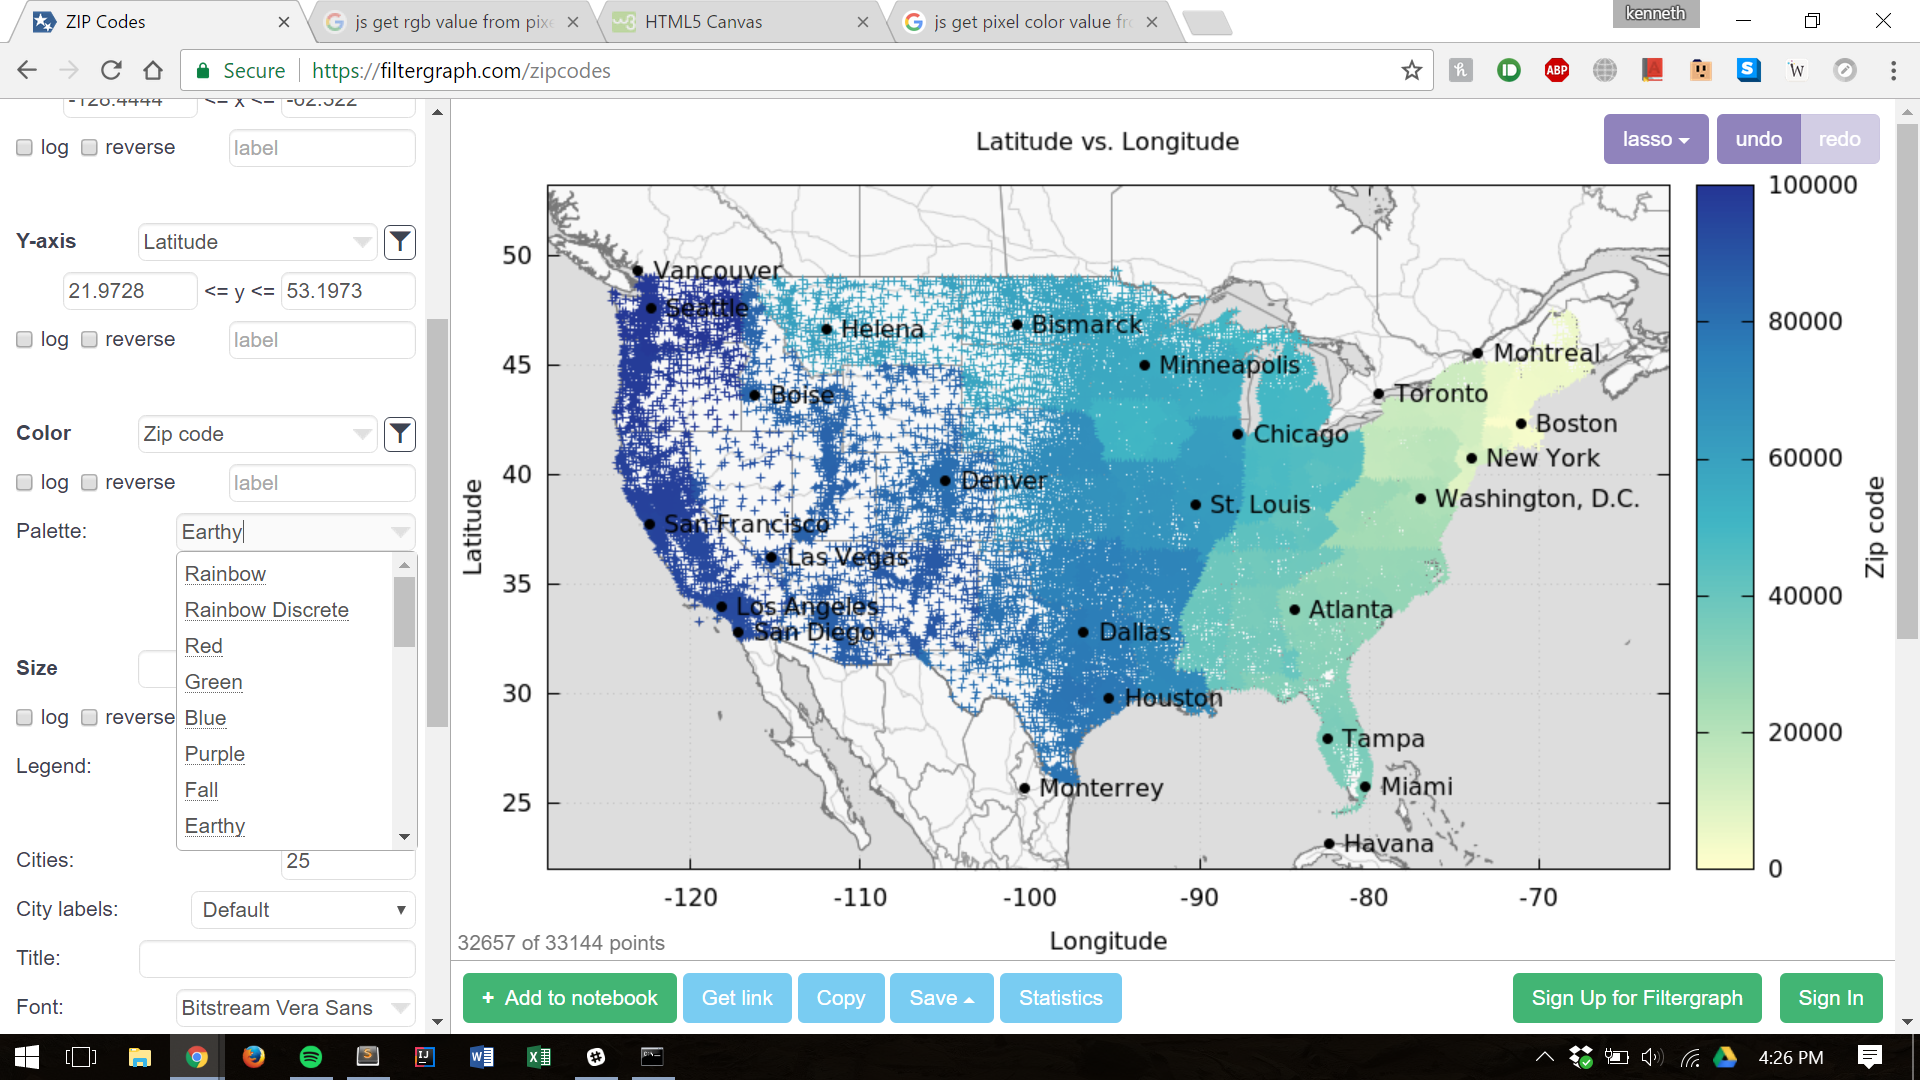 kenneth
ZIP Codes
js get rgb value from pixe
HTML5 Canvas
js get pixel color value fr
Secure
https://filtergraph.com/zipcodes
ABP
-128.4444 <= x <= -62.322
log reverse label
Y-axis Latitude
21.9728 <= y <= 53.1973
log reverse label
Color Zip code
log reverse label
Palette: Earthy
Rainbow
Rainbow Discrete
Red
Green
Blue
Purple
Fall
Earthy
Size
log reverse
Legend:
Cities: 25
City labels: Default
Title:
Font: Bitstream Vera Sans
Latitude vs. Longitude
lasso
undo
redo
Latitude
50
45
40
35
30
25
Vancouver
Seattle
Helena
Bismarck
Minneapolis
Montreal
Boise
Toronto
Boston
Chicago
New York
Denver
Washington, D.C.
St. Louis
San Francisco
Las Vegas
Los Angeles
Atlanta
San Diego
Dallas
Houston
Tampa
Monterrey
Miami
Havana
-120 -110 -100 -90 -80 -70
Longitude
100000
80000
60000
40000
20000
0
Zip code
32657 of 33144 points
+ Add to notebook
Get link
Copy
Save
Statistics
Sign Up for Filtergraph
Sign In
4:26 PM